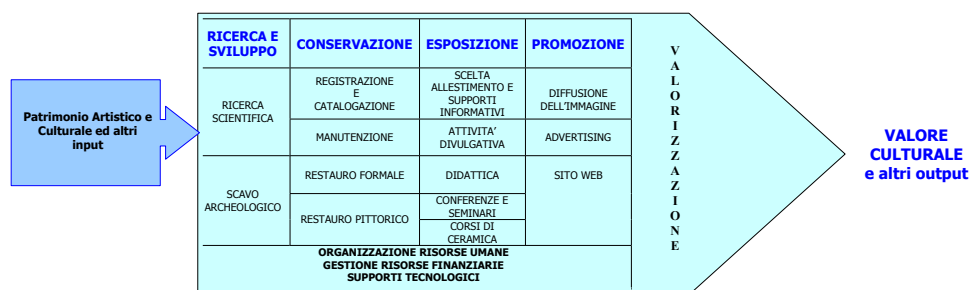 Patrimonio Artistico e
Culturale ed altri
input
RICERCA E
SVILUPPO
CONSERVAZIONE
ESPOSIZIONE
PROMOZIONE
RICERCA
SCIENTIFICA
REGISTRAZIONE
E
CATALOGAZIONE
SCELTA
ALLESTIMENTO E
SUPPORTI
INFORMATIVI
DIFFUSIONE
DELL'IMMAGINE
MANUTENZIONE
ATTIVITA'
DIVULGATIVA
ADVERTISING
SCAVO
ARCHEOLOGICO
RESTAURO FORMALE
DIDATTICA
SITO WEB
RESTAURO PITTORICO
CONFERENZE E
SEMINARI
CORSI DI
CERAMICA
ORGANIZZAZIONE RISORSE UMANE
GESTIONE RISORSE FINANZIARIE
SUPPORTI TECNOLOGICI
VALORIZZAZIONE
VALORE
CULTURALE
e altri output